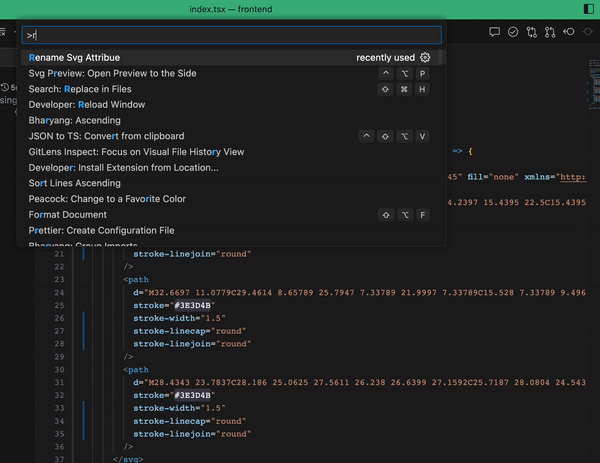 index.tsx — frontend
>r
Rename Svg Attribue recently used
Svg Preview: Open Preview to the Side ^ ⌥ P
Search: Replace in Files ⇧ ⌘ H
Developer: Reload Window
Bharyang: Ascending
JSON to TS: Convert from clipboard ^ ⇧ ⌥ V
GitLens Inspect: Focus on Visual File History View
Developer: Install Extension from Location...
Sort Lines Ascending
Peacock: Change to a Favorite Color
Format Document ⇧ ⌥ F
Prettier: Create Configuration File
Bharyang: Group Imports
=> {
45" fill="none" xmlns="http:
4.2397 15.4395 22.5C15.4395
21 stroke-linejoin="round"
22 />
23 <path
24 d="M32.6697 11.0779C29.4614 8.65789 25.7947 7.33789 21.9997 7.33789C15.528 7.33789 9.496
25 stroke="#3E3D4B"
26 stroke-width="1.5"
27 stroke-linecap="round"
28 stroke-linejoin="round"
29 />
30 <path
31 d="M28.4343 23.7837C28.186 25.0625 27.5611 26.238 26.6399 27.1592C25.7187 28.0804 24.543
32 stroke="#3E3D4B"
33 stroke-width="1.5"
34 stroke-linecap="round"
35 stroke-linejoin="round"
36 />
37 </svg>